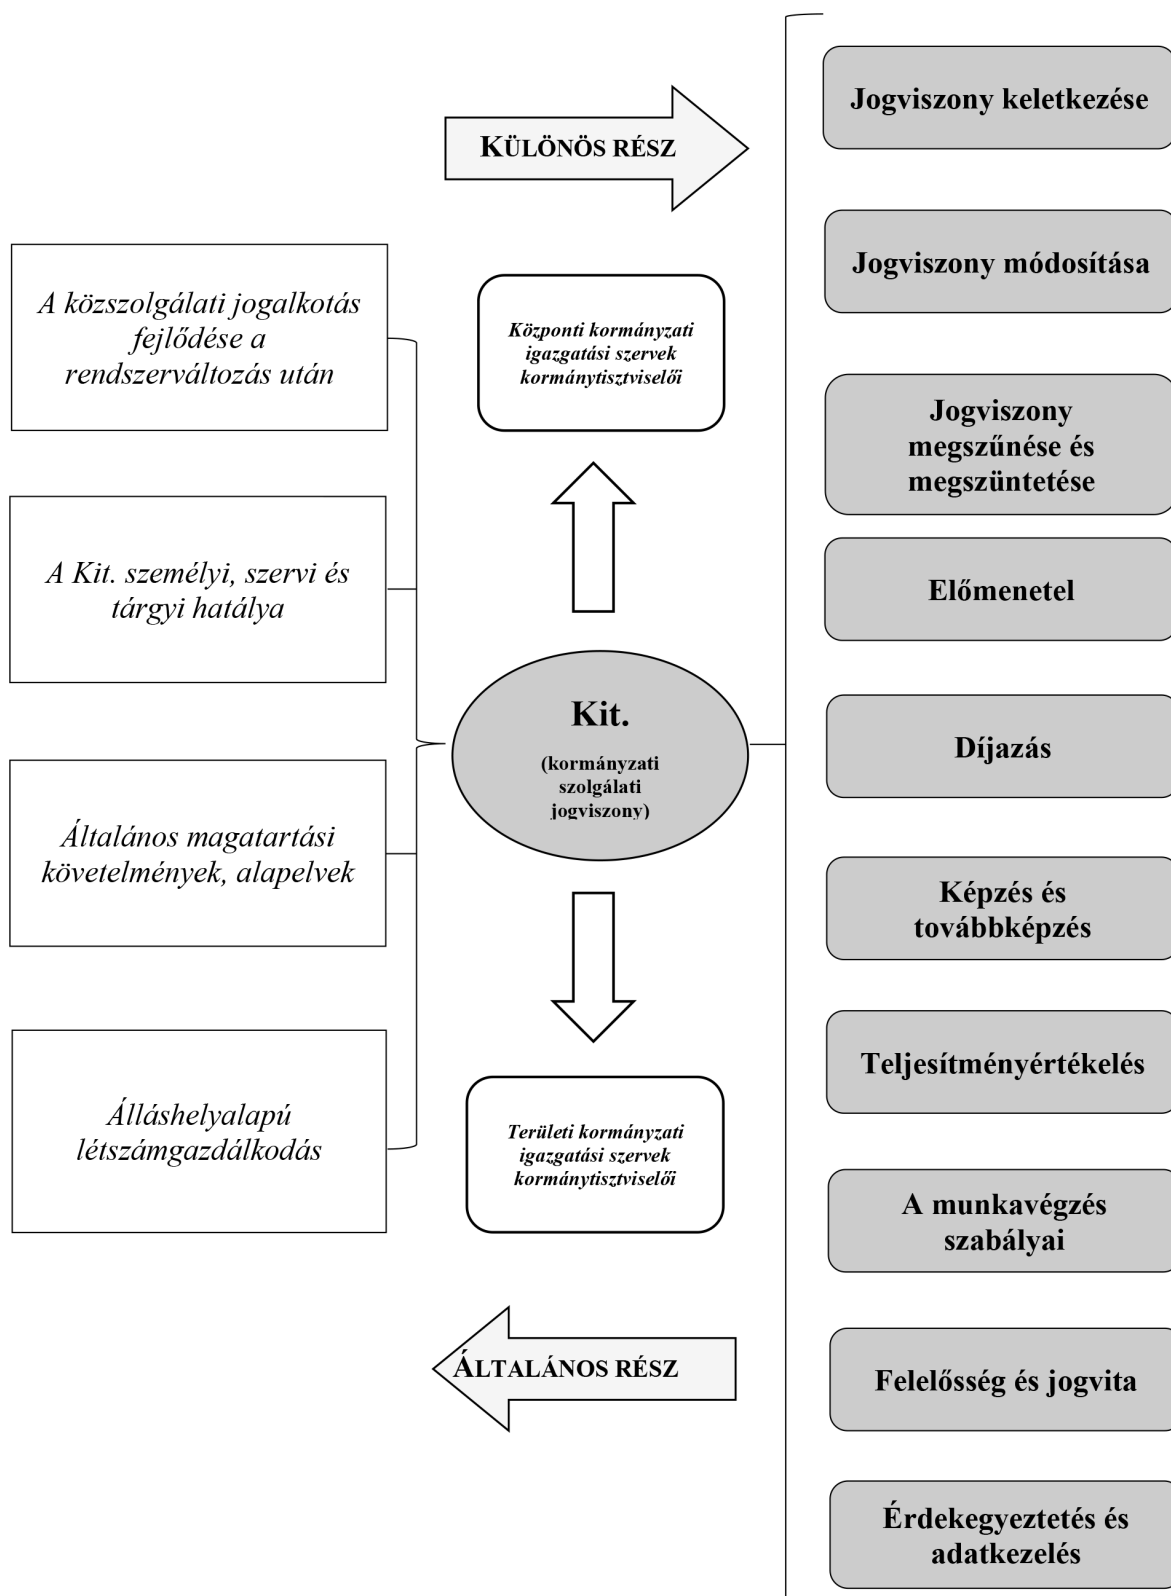 A közszolgálati jogalkotás
fejlődése a
rendszerváltozás után
A Kit. személyi, szervi és
tárgyi hatálya
Általános magatartási
követelmények, alapelvek
Álláshelyalapú
létszámgazdálkodás
KÜLÖNÖS RÉSZ
Központi kormányzati
igazgatási szervek
kormánytisztviselői
Kit.
(kormányzati
szolgálati
jogviszony)
Területi kormányzati
igazgatási szervek
kormánytisztviselői
ÁLTALÁNOS RÉSZ
Jogviszony keletkezése
Jogviszony módosítása
Jogviszony
megszűnése és
megszüntetése
Előmenetel
Díjazás
Képzés és
továbbképzés
Teljesítményértékelés
A munkavégzés
szabályai
Felelősség és jogvita
Érdekegyeztetés és
adatkezelés